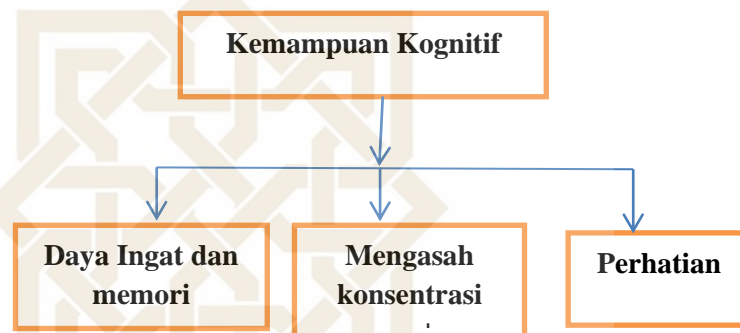 Kemampuan Kognitif
Daya Ingat dan
memori
Mengasah
konsentrasi
Perhatian